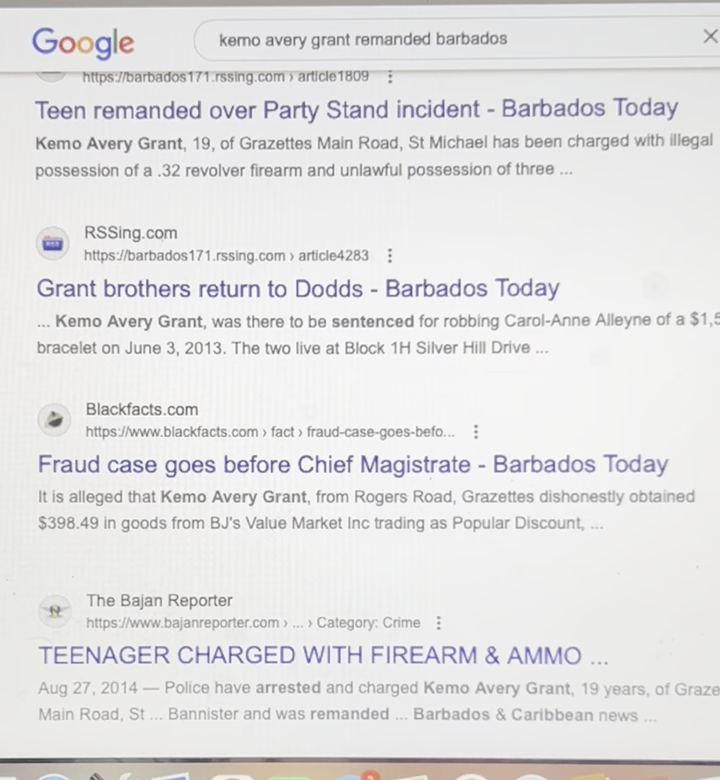 Google
kemo avery grant remanded barbados
https://barbados171.rssing.com › article1809
Teen remanded over Party Stand incident - Barbados Today
Kemo Avery Grant, 19, of Grazettes Main Road, St Michael has been charged with illegal
possession of a .32 revolver firearm and unlawful possession of three ...
RSSing.com
https://barbados171.rssing.com › article4283
Grant brothers return to Dodds - Barbados Today
... Kemo Avery Grant, was there to be sentenced for robbing Carol-Anne Alleyne of a $1,5
bracelet on June 3, 2013. The two live at Block 1H Silver Hill Drive ...
Blackfacts.com
https://www.blackfacts.com › fact › fraud-case-goes-befo...
Fraud case goes before Chief Magistrate - Barbados Today
It is alleged that Kemo Avery Grant, from Rogers Road, Grazettes dishonestly obtained
$398.49 in goods from BJ's Value Market Inc trading as Popular Discount, ...
The Bajan Reporter
https://www.bajanreporter.com › ... › Category: Crime
TEENAGER CHARGED WITH FIREARM & AMMO ...
Aug 27, 2014 — Police have arrested and charged Kemo Avery Grant, 19 years, of Graze
Main Road, St ... Bannister and was remanded ... Barbados & Caribbean news ...